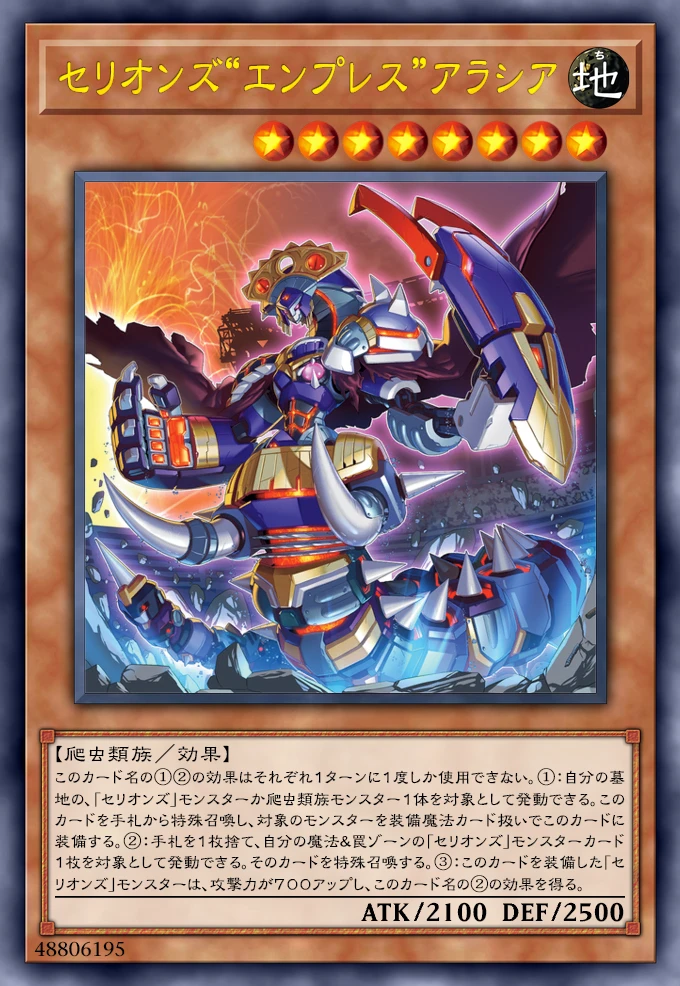 セリオンズ“エンプレス”アラシア
ち
地
【爬虫類族／効果】
このカード名の①②の効果はそれぞれ1ターンに1度しか使用できない。①：自分の墓
地の、「セリオンズ」モンスターか爬虫類族モンスター1体を対象として発動できる。この
カードを手札から特殊召喚し、対象のモンスターを装備魔法カード扱いでこのカードに
装備する。②：手札を1枚捨て、自分の魔法&罠ゾーンの「セリオンズ」モンスターカード
1枚を対象として発動できる。そのカードを特殊召喚する。③：このカードを装備した「セ
リオンズ」モンスターは、攻撃力が700アップし、このカード名の②の効果を得る。
ATK/2100 DEF/2500
48806195